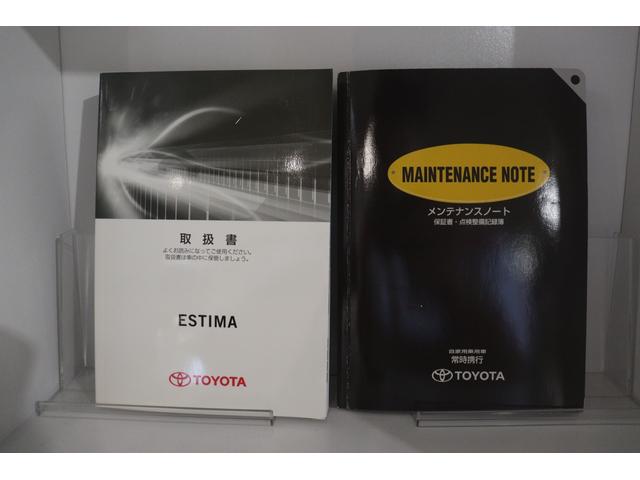 取扱書
よくお読みになってご使用ください。
取扱書は車の中に保管しましょう。
ESTIMA
TOYOTA
MAINTENANCE NOTE
メンテナンスノート
保証書・点検整備記録簿
自家用乗用車
常時携行
TOYOTA